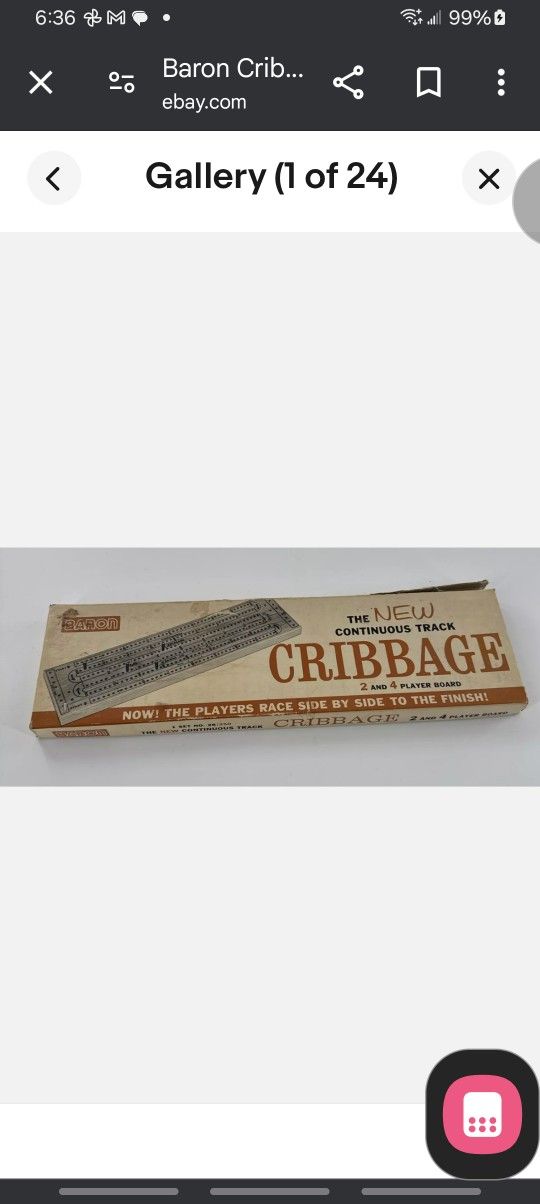 6:36
99%
Baron Crib...
ebay.com
Gallery (1 of 24)
BARON
THE NEW
CONTINUOUS TRACK
CRIBBAGE
2 AND 4 PLAYER BOARD
NOW! THE PLAYERS RACE SIDE BY SIDE TO THE FINISH!
THE NEW CONTINUOUS TRACK CRIBBAGE 2 AND 4 PLAYER BOARD